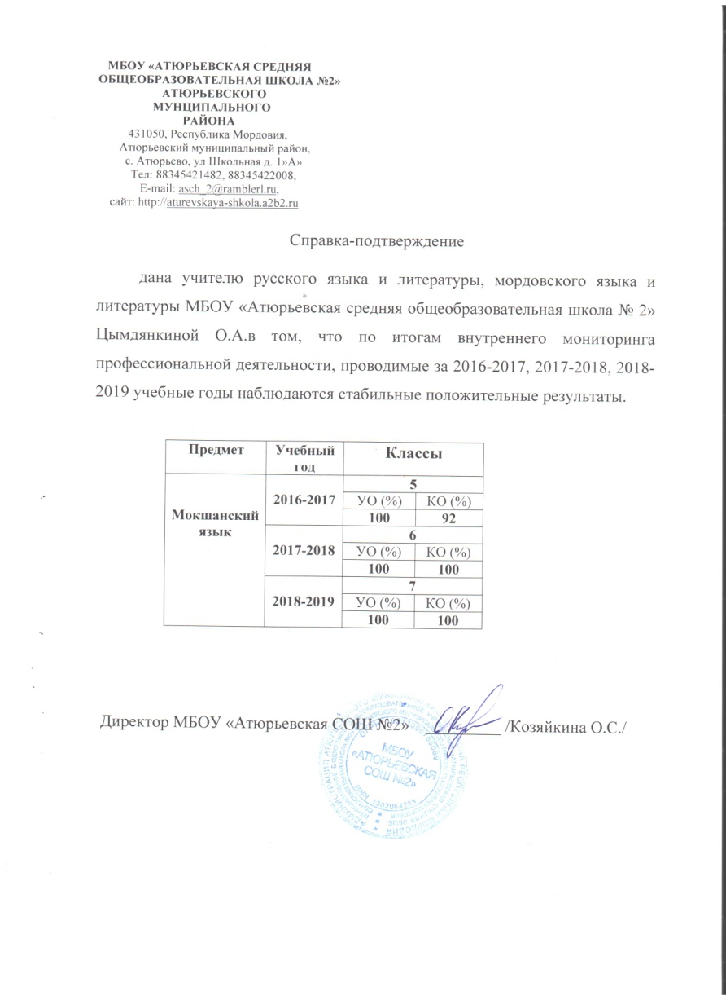 МБОУ «АТЮРЬЕВСКАЯ СРЕДНЯЯ
ОБЩЕОБРАЗОВАТЕЛЬНАЯ ШКОЛА №2»
АТЮРЬЕВСКОГО
МУНЦИПАЛЬНОГО
РАЙОНА
431050, Республика Мордовия,
Атюрьевский муниципальный район,
с. Атюрьево, ул Школьная д. 1»А»
Тел: 88345421482, 88345422008,
E-mail: asch_2@ramblerl.ru,
сайт: http://aturevskaya-shkola.a2b2.ru
Справка-подтверждение
дана учителю русского языка и литературы, мордовского языка и
литературы МБОУ «Атюрьевская средняя общеобразовательная школа № 2»
Цымдянкиной О.А.в том, что по итогам внутреннего мониторинга
профессиональной деятельности, проводимые за 2016-2017, 2017-2018, 2018-
2019 учебные годы наблюдаются стабильные положительные результаты.
Предмет Учебный год Классы
Мокшанский язык
2016-2017
5
УО (%) КО (%)
100 92
2017-2018
6
УО (%) КО (%)
100 100
2018-2019
7
УО (%) КО (%)
100 100
Директор МБОУ «Атюрьевская СОШ №2» _________ /Козяйкина О.С./
МБОУ
«АТЮРЬЕВСКАЯ
СОШ №2»